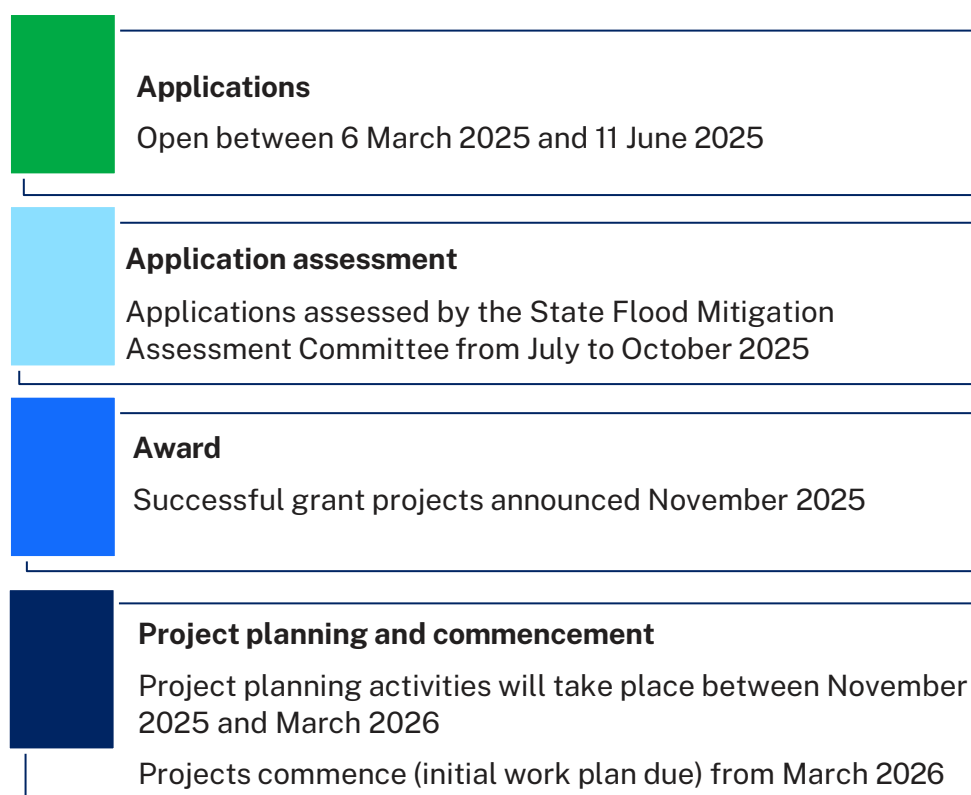 Applications
Open between 6 March 2025 and 11 June 2025
Application assessment
Applications assessed by the State Flood Mitigation
Assessment Committee from July to October 2025
Award
Successful grant projects announced November 2025
Project planning and commencement
Project planning activities will take place between November
2025 and March 2026
Projects commence (initial work plan due) from March 2026